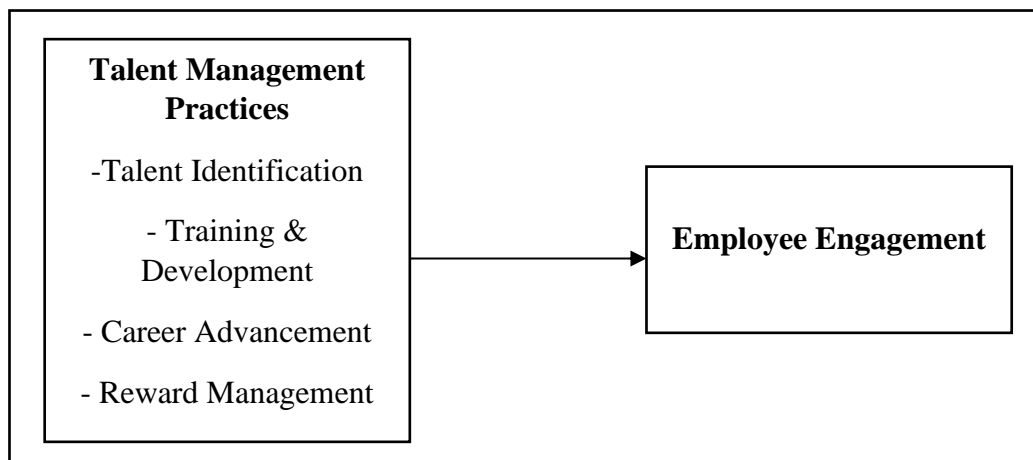 Talent Management
Practices
-Talent Identification
- Training &
Development
- Career Advancement
- Reward Management
Employee Engagement